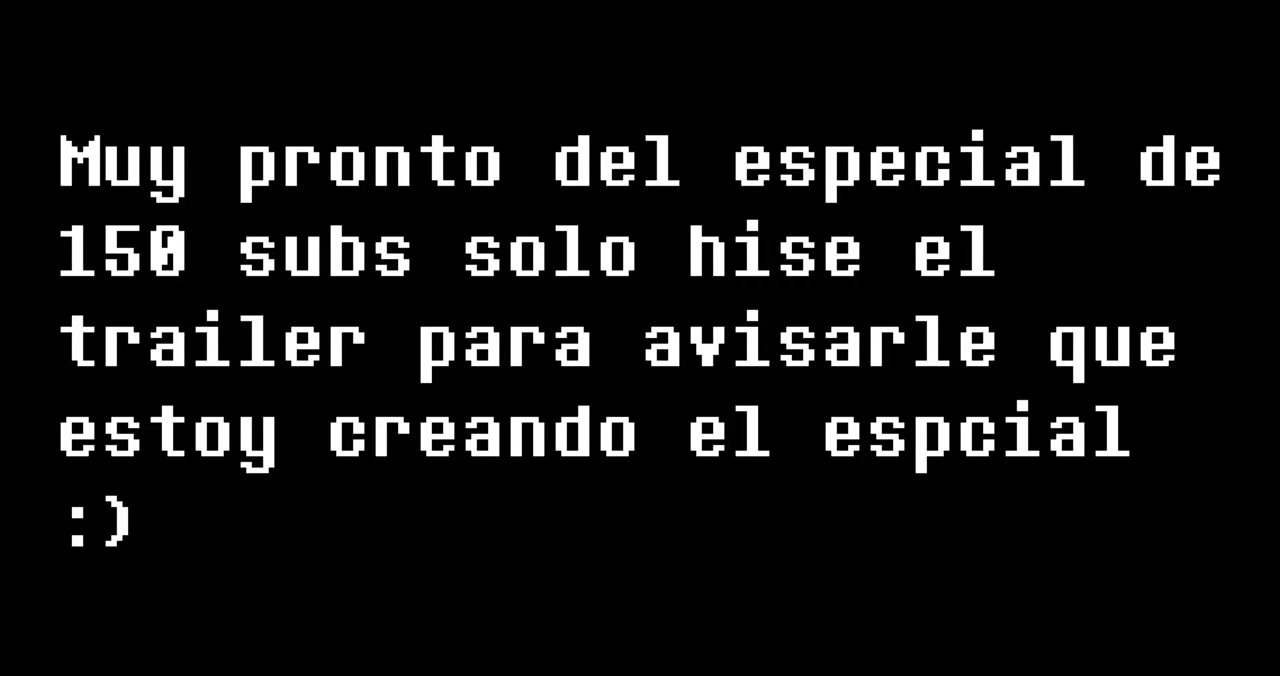 Muy pronto del especial de
150 subs solo hise el
trailer para avisarle que
estoy creando el espcial
:)